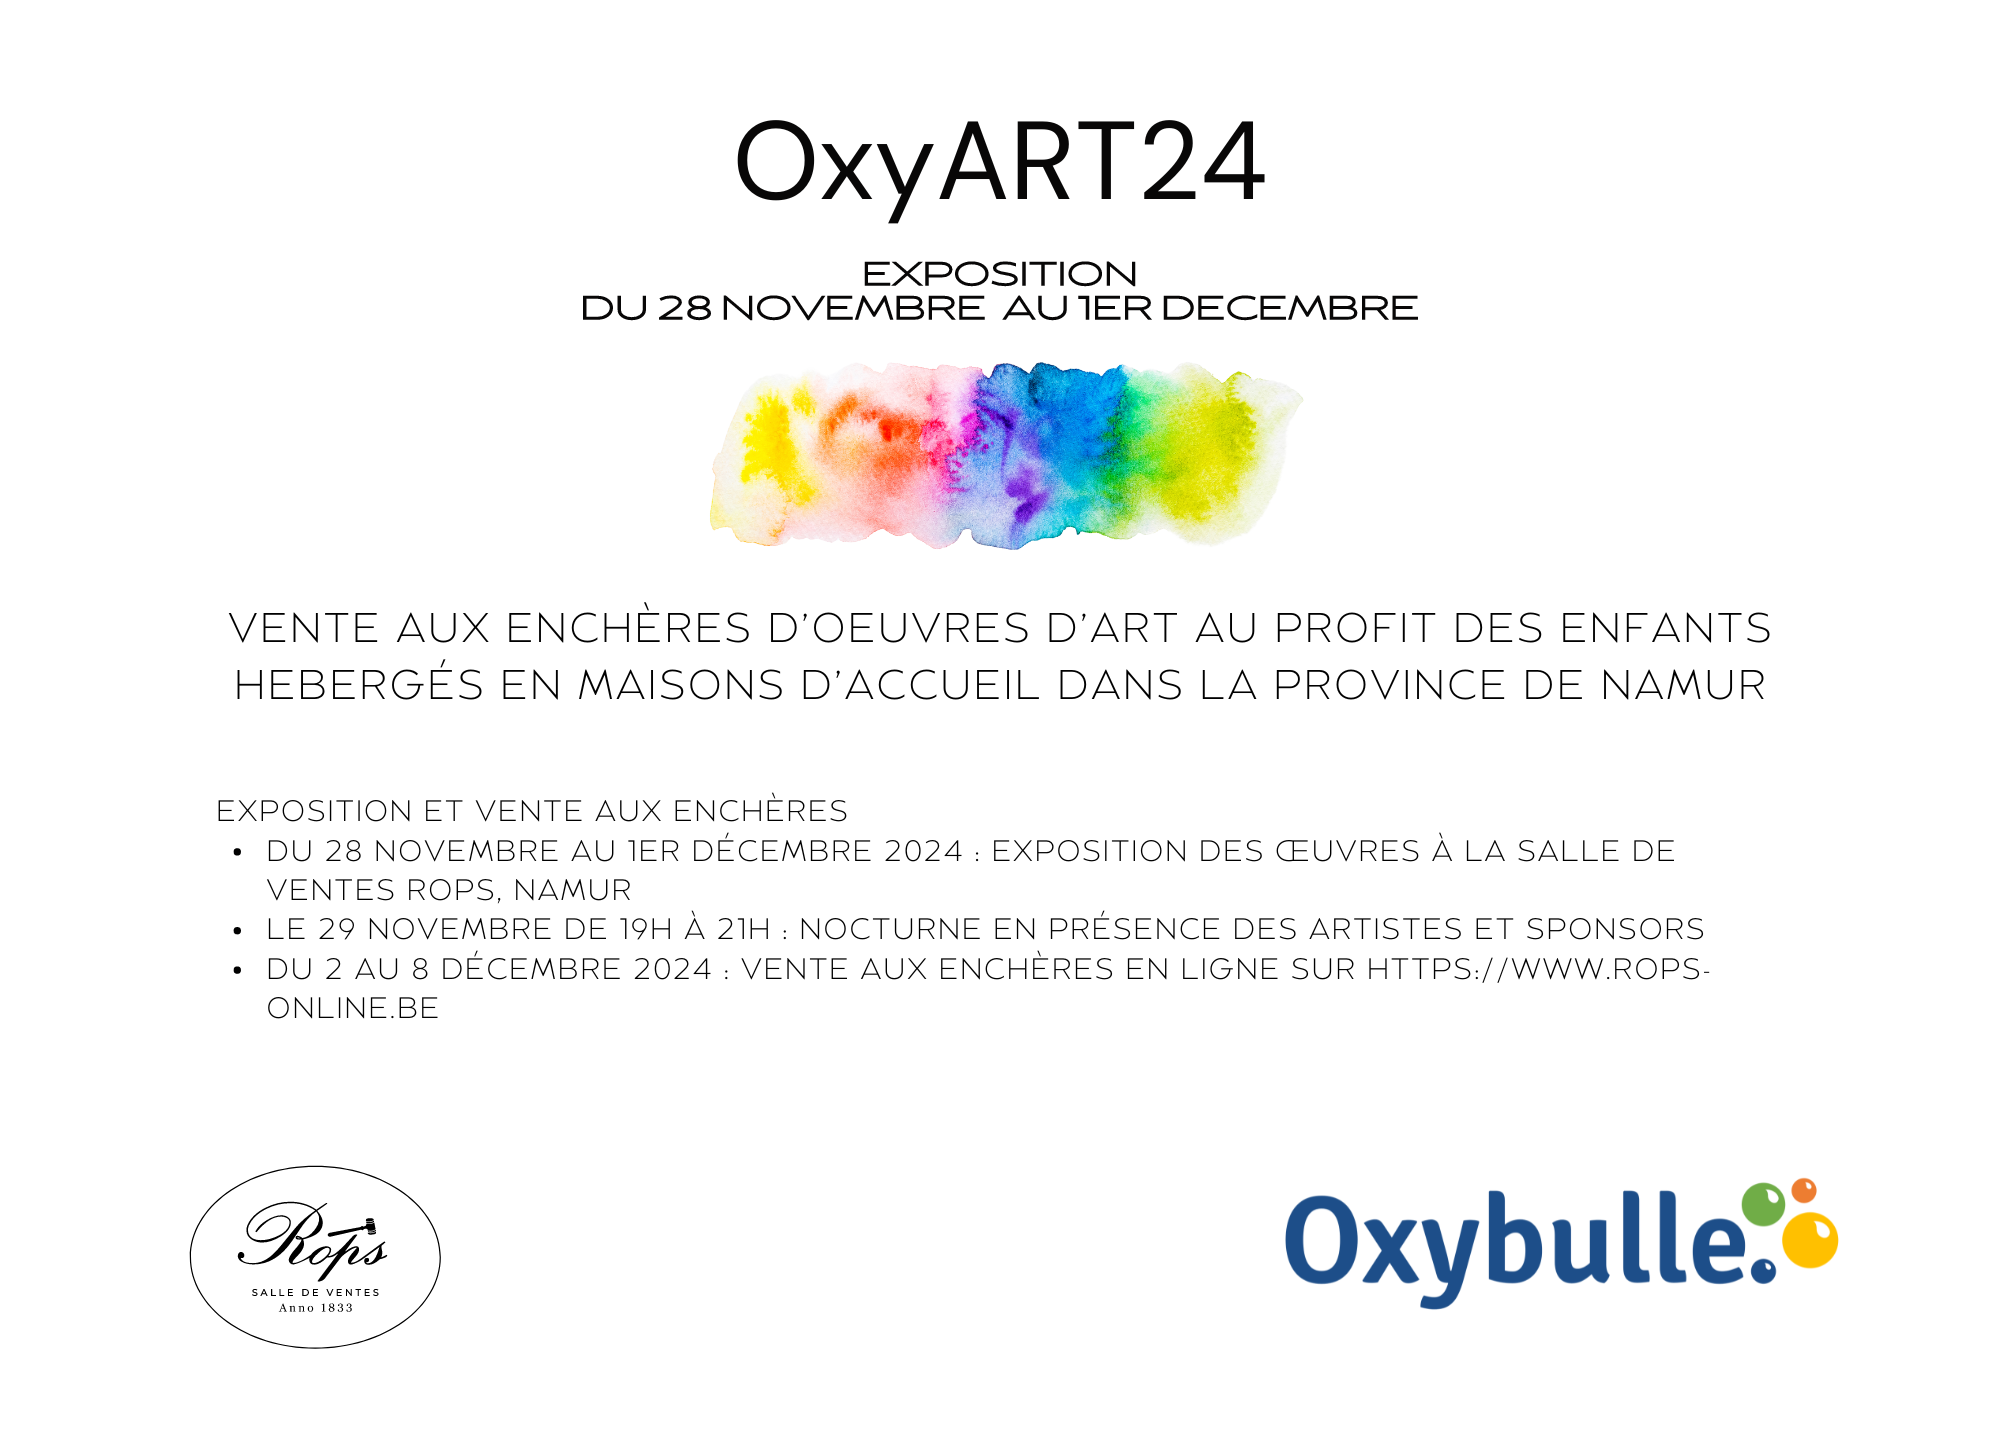 OxyART24
EXPOSITION
DU 28 NOVEMBRE AU 1ER DECEMBRE
VENTE AUX ENCHÈRES D'OEUVRES D'ART AU PROFIT DES ENFANTS
HEBERGÉS EN MAISONS D'ACCUEIL DANS LA PROVINCE DE NAMUR
EXPOSITION ET VENTE AUX ENCHÈRES
• DU 28 NOVEMBRE AU 1ER DÉCEMBRE 2024 : EXPOSITION DES ŒUVRES À LA SALLE DE
VENTES ROPS, NAMUR
• LE 29 NOVEMBRE DE 19H À 21H : NOCTURNE EN PRÉSENCE DES ARTISTES ET SPONSORS
• DU 2 AU 8 DÉCEMBRE 2024 : VENTE AUX ENCHÈRES EN LIGNE SUR HTTPS://WWW.ROPS-
ONLINE.BE
Rops
SALLE DE VENTES
Anno 1833
Oxybulle.